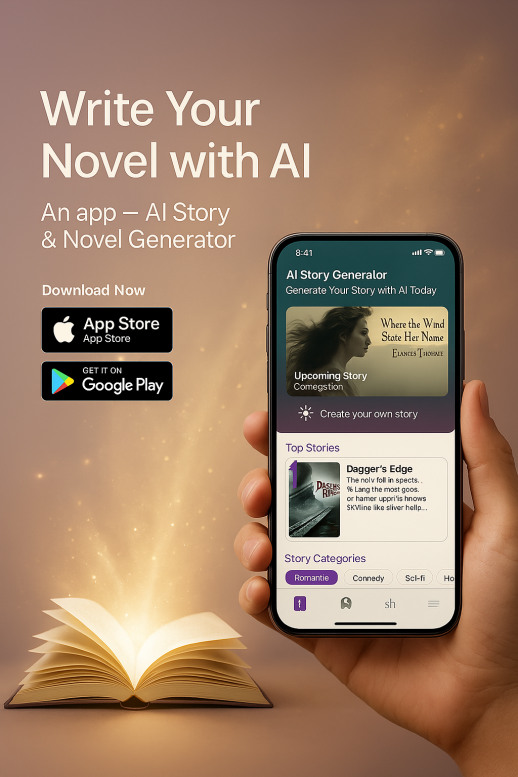 Write Your
Novel with AI
An app – AI Story
& Novel Generator
Download Now
App Store
App Store
GET IT ON
Google Play
8:41
AI Story Generalor
Generate Your Story with AI Today
Where the Wind
State Her Name
Elances Thomace
Upcoming Story
Comegstion
Create your own story
Top Stories
Dagger's Edge
The nolv foll in spects. .
% Lang the most goos.
or hamer uppri'is hnows
SKVline like sliver hellp...
Story Categories
Romantie
Connedy
Scl-fi
Ho
sh